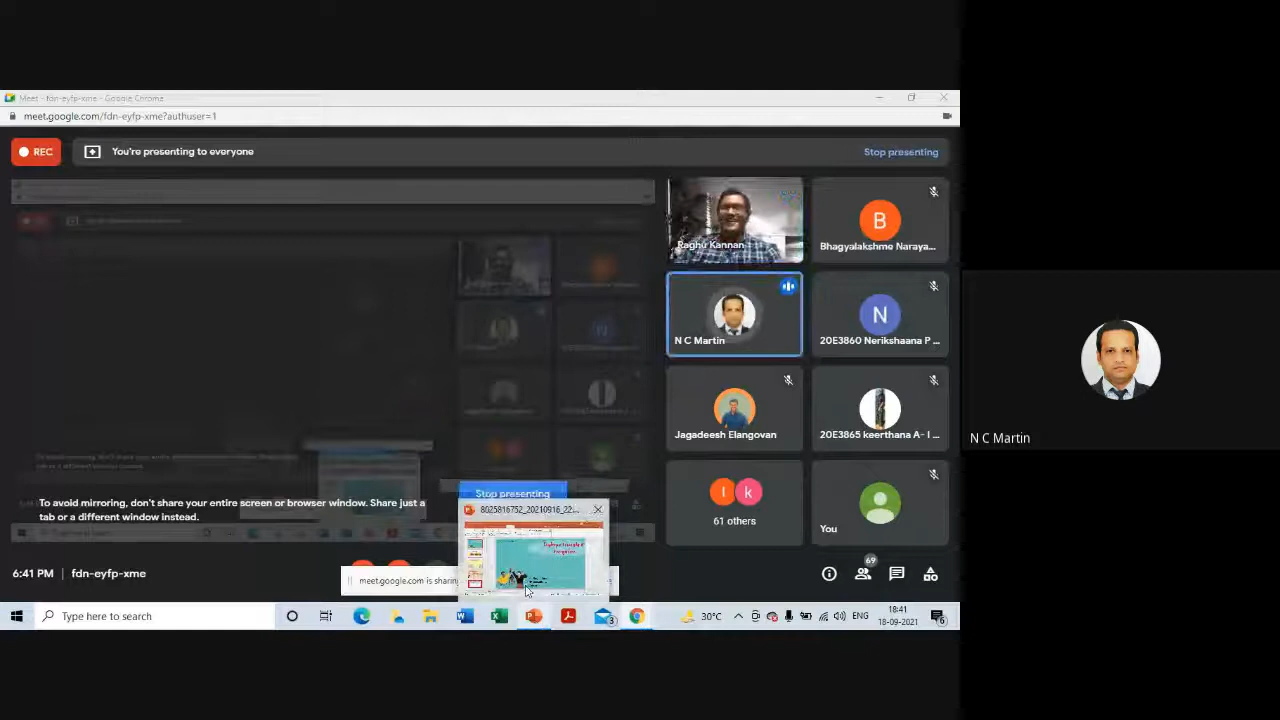 Meet - fdn-eyfp-xme - Google Chrome
meet.google.com/fdn-eyfp-xme?authuser=1
REC
You're presenting to everyone
Stop presenting
Raghu Kannan
Bhagyalakshme Naraya...
B
N C Martin
20E3860 Nerikshaana P ...
N
Jagadeesh Elangovan
20E3865 keerthana A- I ...
I k
61 others
You
To avoid mirroring, don't share your entire screen or browser window. Share just a
tab or a different window instead.
Stop presenting
8025816752_20210916_22...
meet.google.com is sharing
6:41 PM | fdn-eyfp-xme
69
Type here to search
3
30°C
ENG
18:41
18-09-2021
6
N C Martin